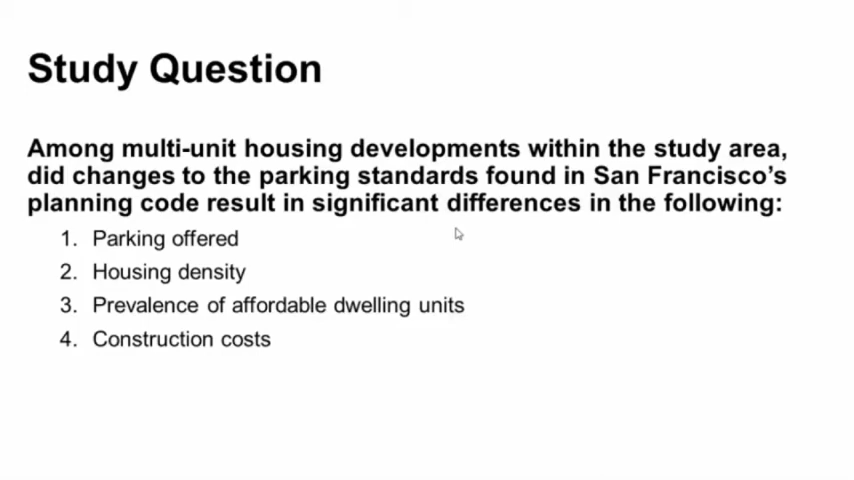 Study Question
Among multi-unit housing developments within the study area,
did changes to the parking standards found in San Francisco’s
planning code result in significant differences in the following:
1. Parking offered
2. Housing density
3. Prevalence of affordable dwelling units
4. Construction costs